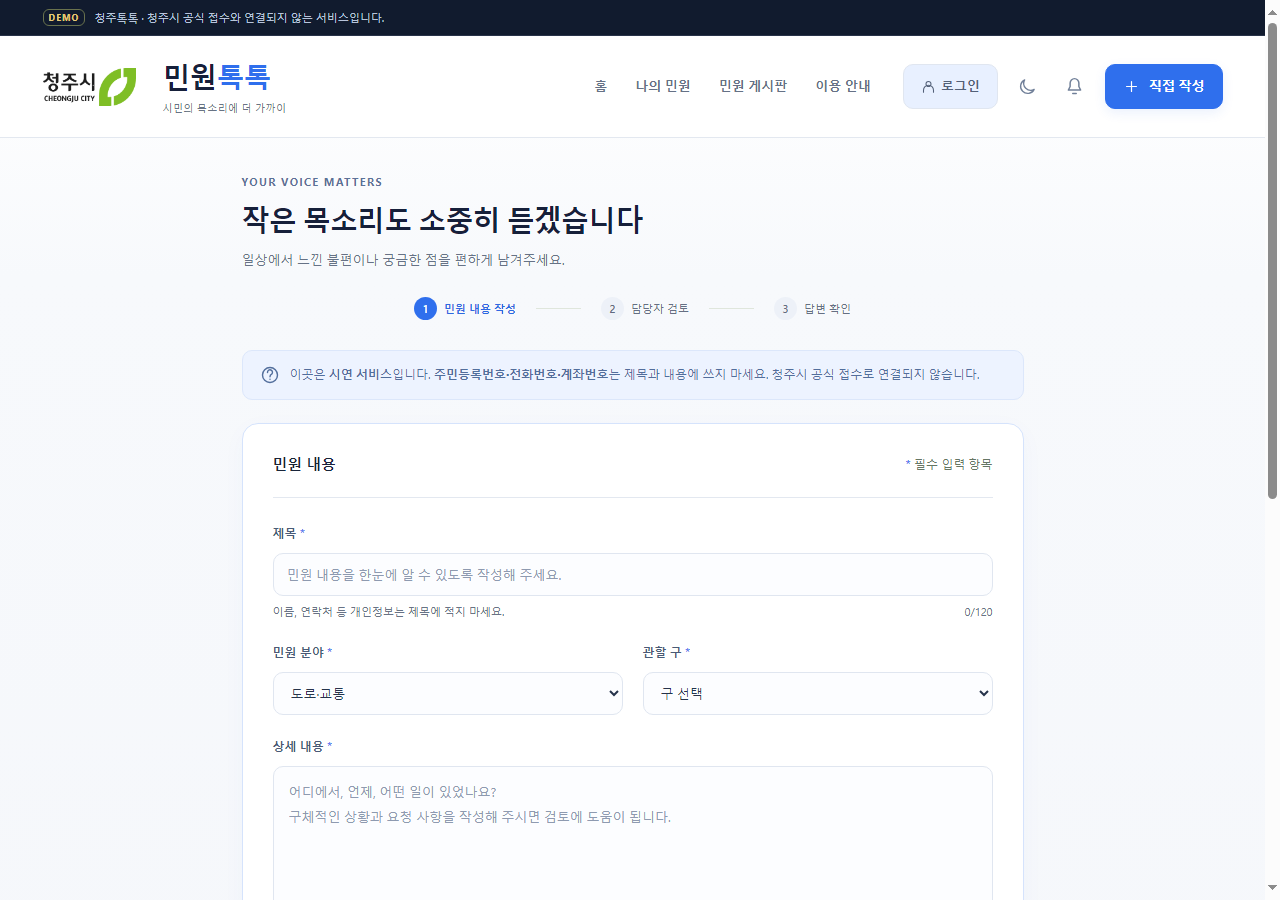 DEMO 청주톡톡 · 청주시 공식 접수와 연결되지 않는 서비스입니다.
청주시 CHEONGJU CITY
민원톡톡
시민의 목소리에 더 가까이
홈 나의 민원 민원 게시판 이용 안내 로그인 직접 작성
YOUR VOICE MATTERS
작은 목소리도 소중히 듣겠습니다
일상에서 느낀 불편이나 궁금한 점을 편하게 남겨주세요.
1 민원 내용 작성 2 담당자 검토 3 답변 확인
이곳은 시연 서비스입니다. 주민등록번호·전화번호·계좌번호는 제목과 내용에 쓰지 마세요. 청주시 공식 접수로 연결되지 않습니다.
민원 내용 * 필수 입력 항목
제목 *
민원 내용을 한눈에 알 수 있도록 작성해 주세요.
이름, 연락처 등 개인정보는 제목에 적지 마세요. 0/120
민원 분야 * 관할 구 *
도로·교통 구 선택
상세 내용 *
어디에서, 언제, 어떤 일이 있었나요?
구체적인 상황과 요청 사항을 작성해 주시면 검토에 도움이 됩니다.